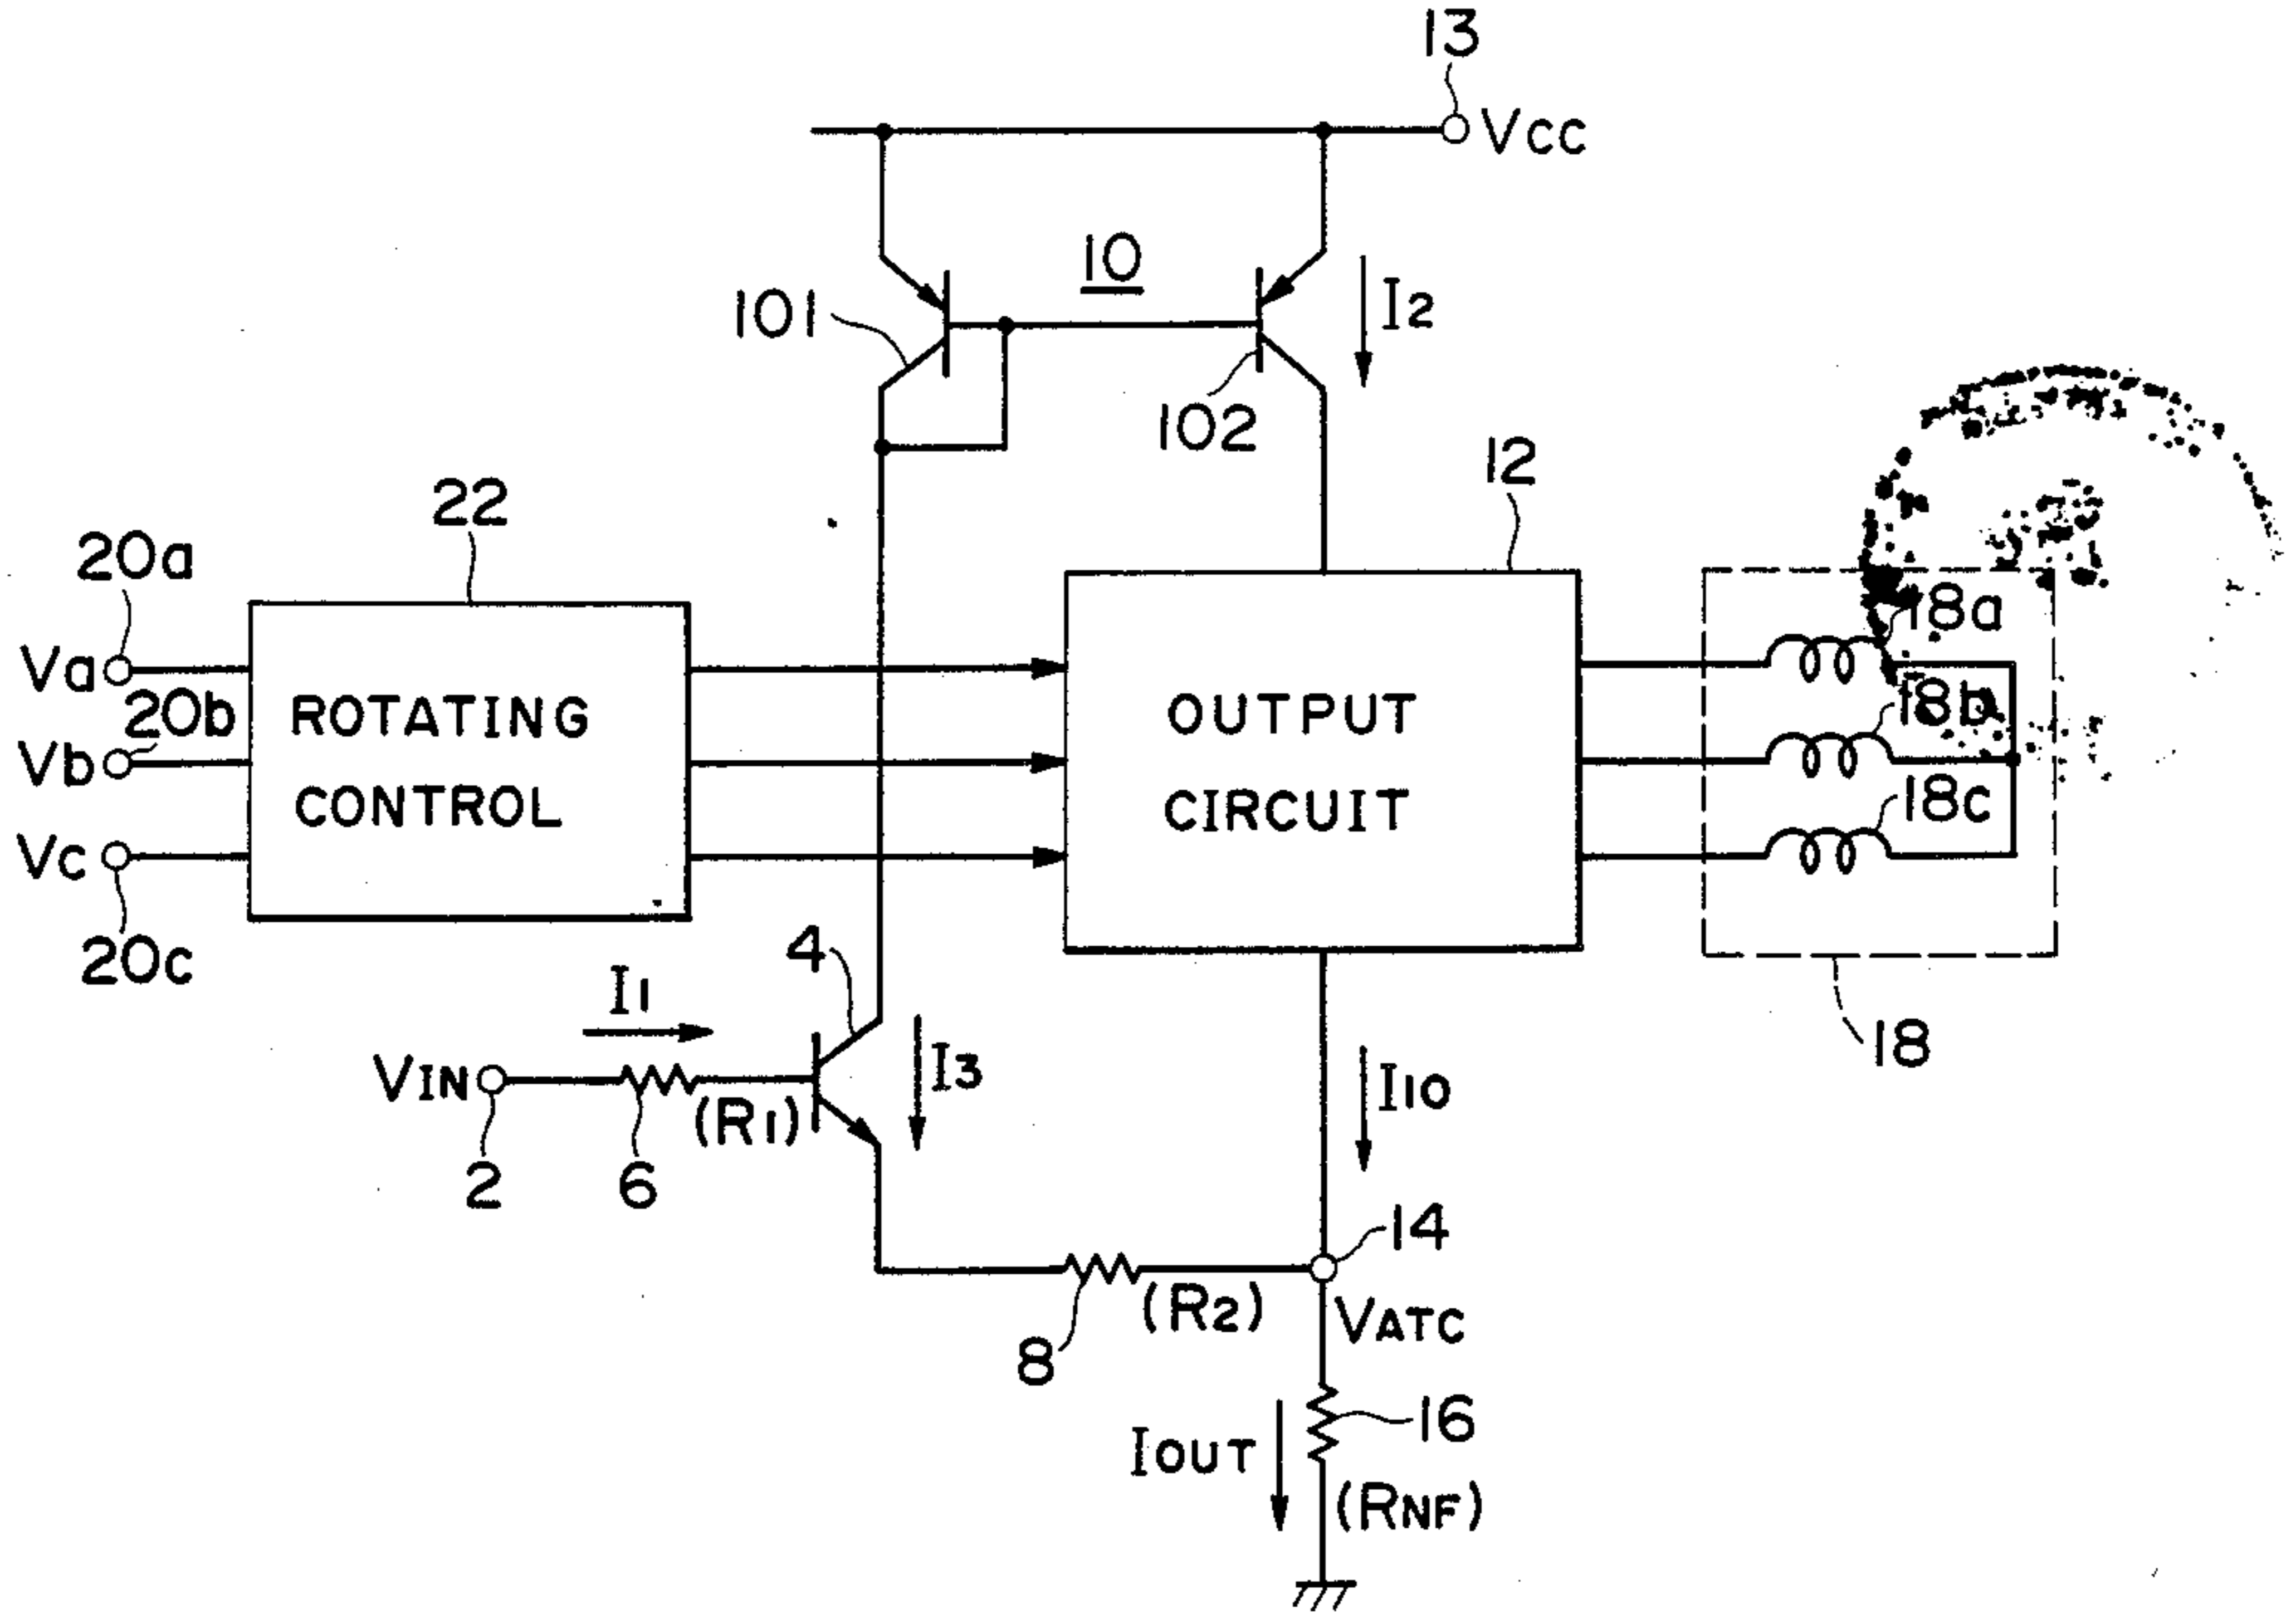 13
Vcc
10
101
I2
102
12
22
20a
18a
Va
20b
ROTATING
OUTPUT
18b
Vb
CONTROL
CIRCUIT
18c
Vc
20c
4
I1
18
VIN
I3
(R1)
I10
2
6
14
(R2)
VATC
8
16
IOUT
(RNF)